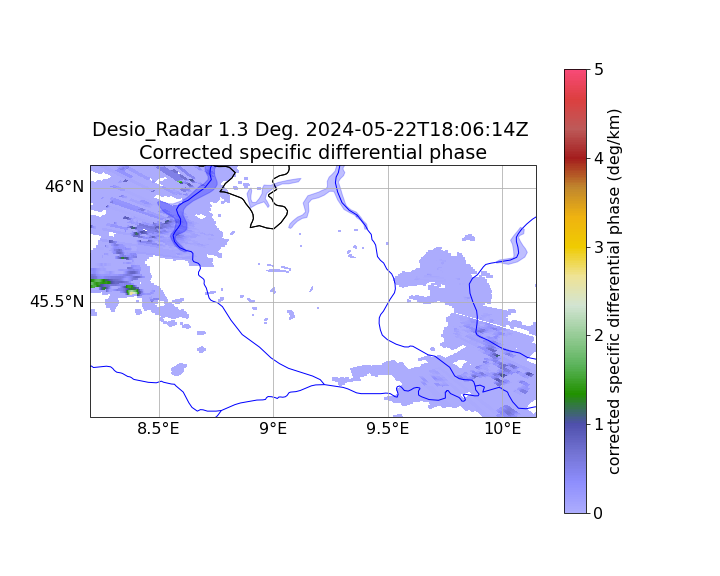 Desio_Radar 1.3 Deg. 2024-05-22T18:06:14Z
Corrected specific differential phase
46°N
45.5°N
8.5°E
9°E
9.5°E
10°E
5
4
3
2
1
0
corrected specific differential phase (deg/km)